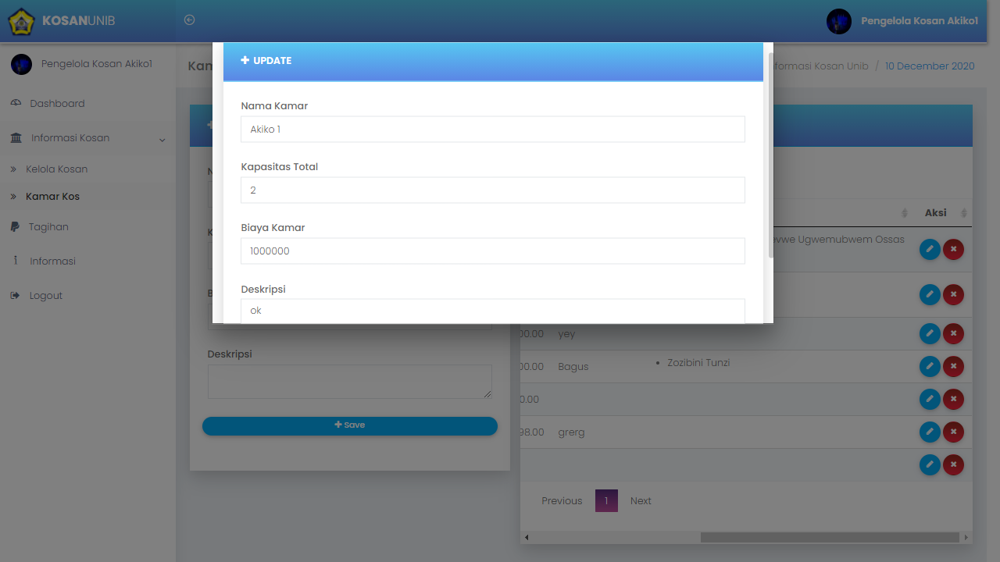 KOSANUNIB
Pengelola Kosan Akiko1
Pengelola Kosan Akiko1
Dashboard
Informasi Kosan
Kelola Kosan
Kamar Kos
Tagihan
Informasi
Logout
Kam
formasi Kosan Unib / 10 December 2020
UPDATE
Nama Kamar
Akiko 1
Kapasitas Total
2
Biaya Kamar
1000000
Deskripsi
ok
N
K
B
Deskripsi
Save
Aksi
evwe Ugwemubwem Ossas
00.00 yey
00.00 Bagus • Zozibini Tunzi
0.00
98.00 grerg
Previous 1 Next